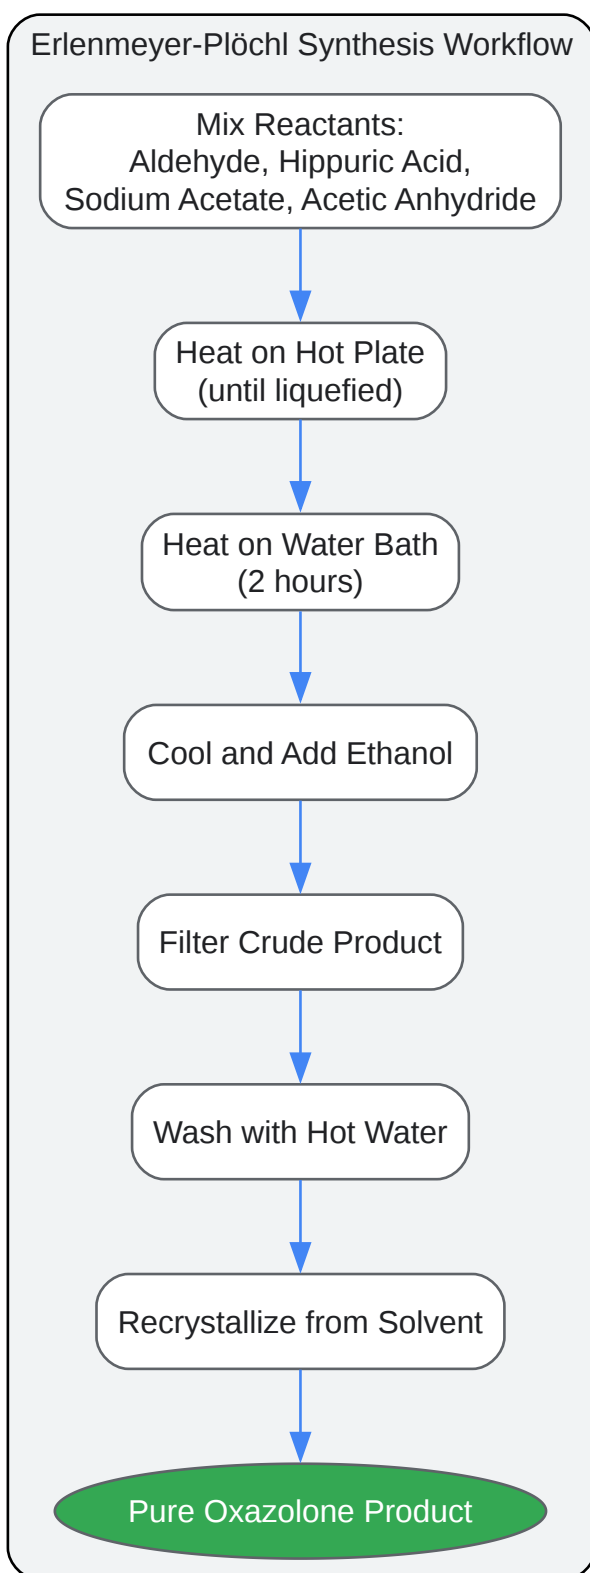 Erlenmeyer-Plöchl Synthesis Workflow
Mix Reactants:
Aldehyde, Hippuric Acid,
Sodium Acetate, Acetic Anhydride
Heat on Hot Plate
(until liquefied)
Heat on Water Bath
(2 hours)
Cool and Add Ethanol
Filter Crude Product
Wash with Hot Water
Recrystallize from Solvent
Pure Oxazolone Product